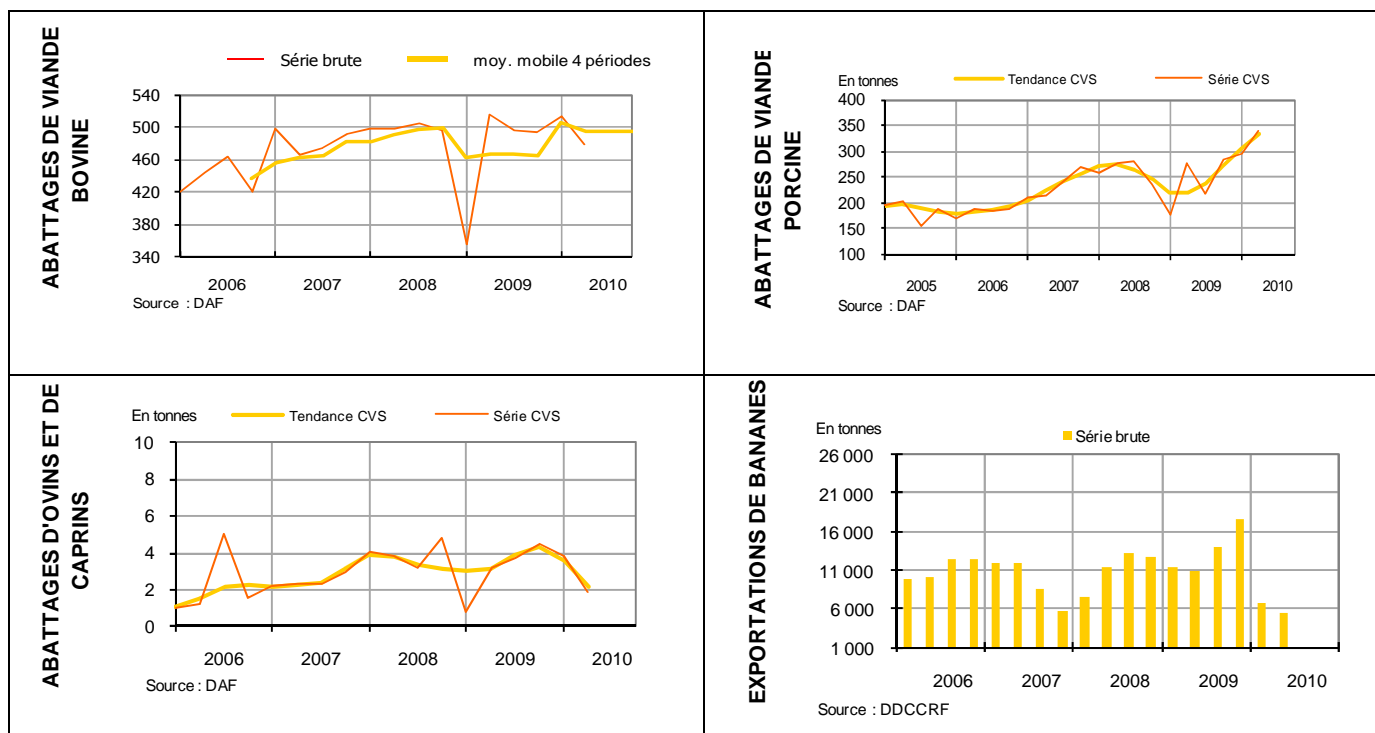 ABATTAGES DE VIANDE
BOVINE
Série brute moy. mobile 4 périodes
540
500
460
420
380
340
2006 2007 2008 2009 2010
Source : DAF
ABATTAGES DE VIANDE
PORCINE
En tonnes Tendance CVS Série CVS
400
350
300
250
200
150
100
2005 2006 2007 2008 2009 2010
Source : DAF
ABATTAGES D'OVINS ET DE
CAPRINS
En tonnes Tendance CVS Série CVS
10
8
6
4
2
0
2006 2007 2008 2009 2010
Source : DAF
EXPORTATIONS DE BANANES
En tonnes Série brute
26 000
21 000
16 000
11 000
6 000
1 000
2006 2007 2008 2009 2010
Source : DDCCRF